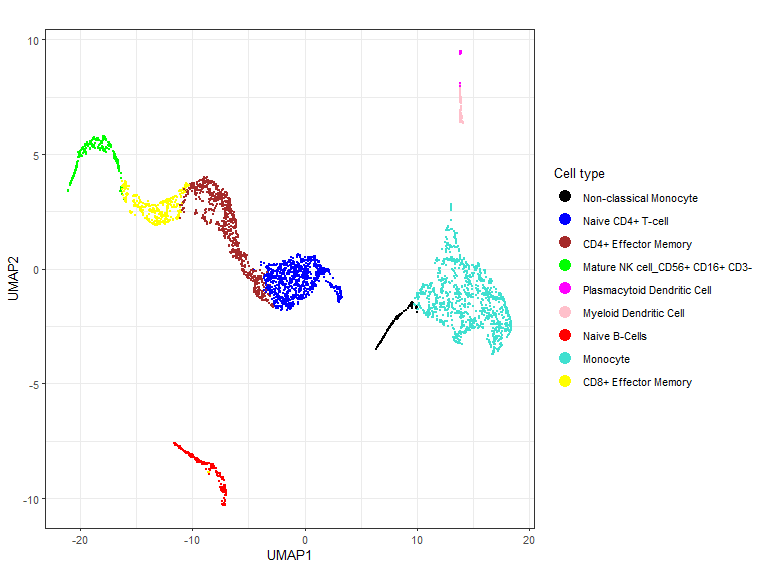 10
5
0
-5
-10
UMAP2
-20
-10
0
10
20
UMAP1
Cell type
Non-classical Monocyte
Naive CD4+ T-cell
CD4+ Effector Memory
Mature NK cell_CD56+ CD16+ CD3-
Plasmacytoid Dendritic Cell
Myeloid Dendritic Cell
Naive B-Cells
Monocyte
CD8+ Effector Memory